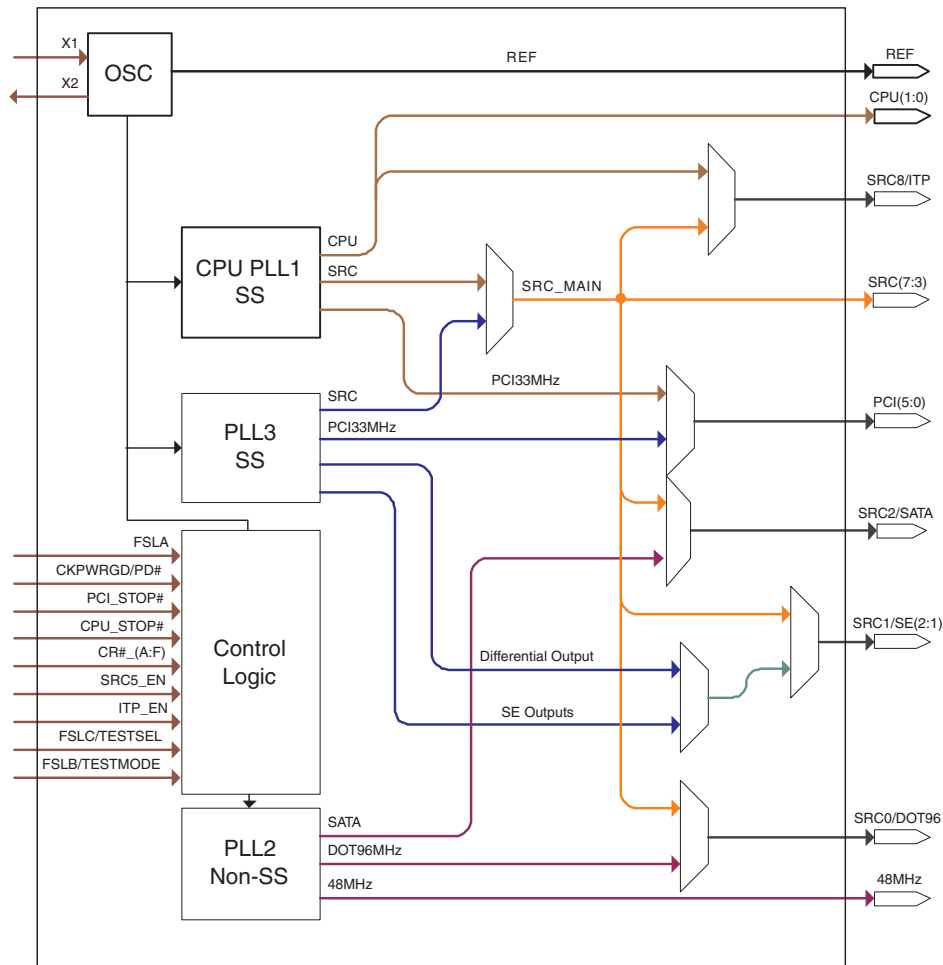 X1
X2
OSC
REF
REF
CPU(1:0)
SRC8/ITP
CPU PLL1
SS
CPU
SRC
SRC_MAIN
SRC(7:3)
PCI33MHz
PCI(5:0)
PLL3
SS
SRC
PCI33MHz
SRC2/SATA
FSLA
CKPWRGD/PD#
PCI_STOP#
CPU_STOP#
CR#_(A:F)
SRC5_EN
ITP_EN
FSLC/TESTSEL
FSLB/TESTMODE
Control
Logic
Differential Output
SE Outputs
SRC1/SE(2:1)
PLL2
Non-SS
SATA
DOT96MHz
48MHz
SRC0/DOT96
48MHz